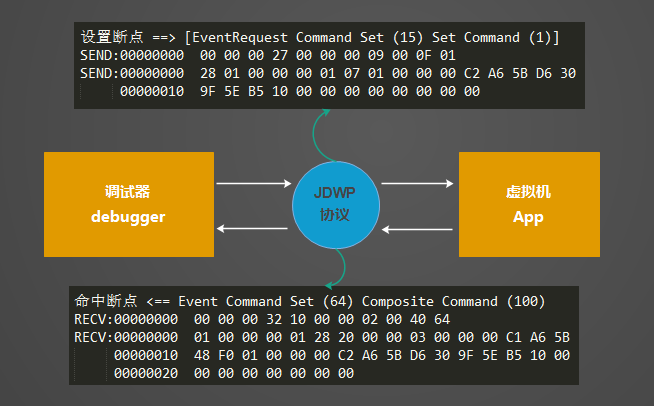 设置断点 ==> [EventRequest Command Set (15) Set Command (1)]
SEND:00000000  00 00 00 27 00 00 00 09 00 0F 01
SEND:00000000  28 01 00 00 00 01 07 01 00 00 00 C2 A6 5B D6 30
00000010  9F 5E B5 10 00 00 00 00 00 00 00 00
调试器
debugger
JDWP
协议
虚拟机
App
命中断点 <== Event Command Set (64) Composite Command (100)
RECV:00000000  00 00 00 32 10 00 00 02 00 40 64
RECV:00000000  01 00 00 00 01 28 20 00 00 03 00 00 00 C1 A6 5B
00000010  48 F0 01 00 00 00 C2 A6 5B D6 30 9F 5E B5 10 00
00000020  00 00 00 00 00 00 00